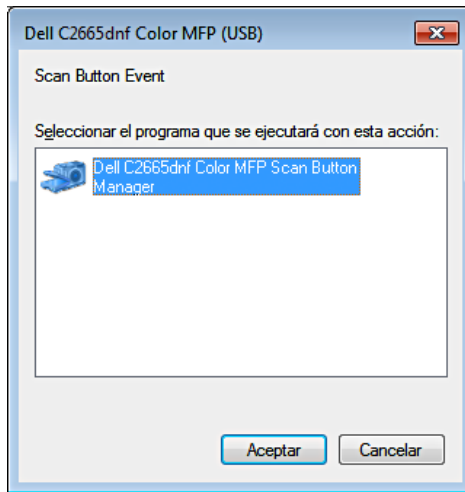 Dell C2665dnf Color MFP (USB)
Scan Button Event
Seleccionar el programa que se ejecutará con esta acción:
Dell C2665dnf Color MFP Scan Button
Manager
Aceptar
Cancelar